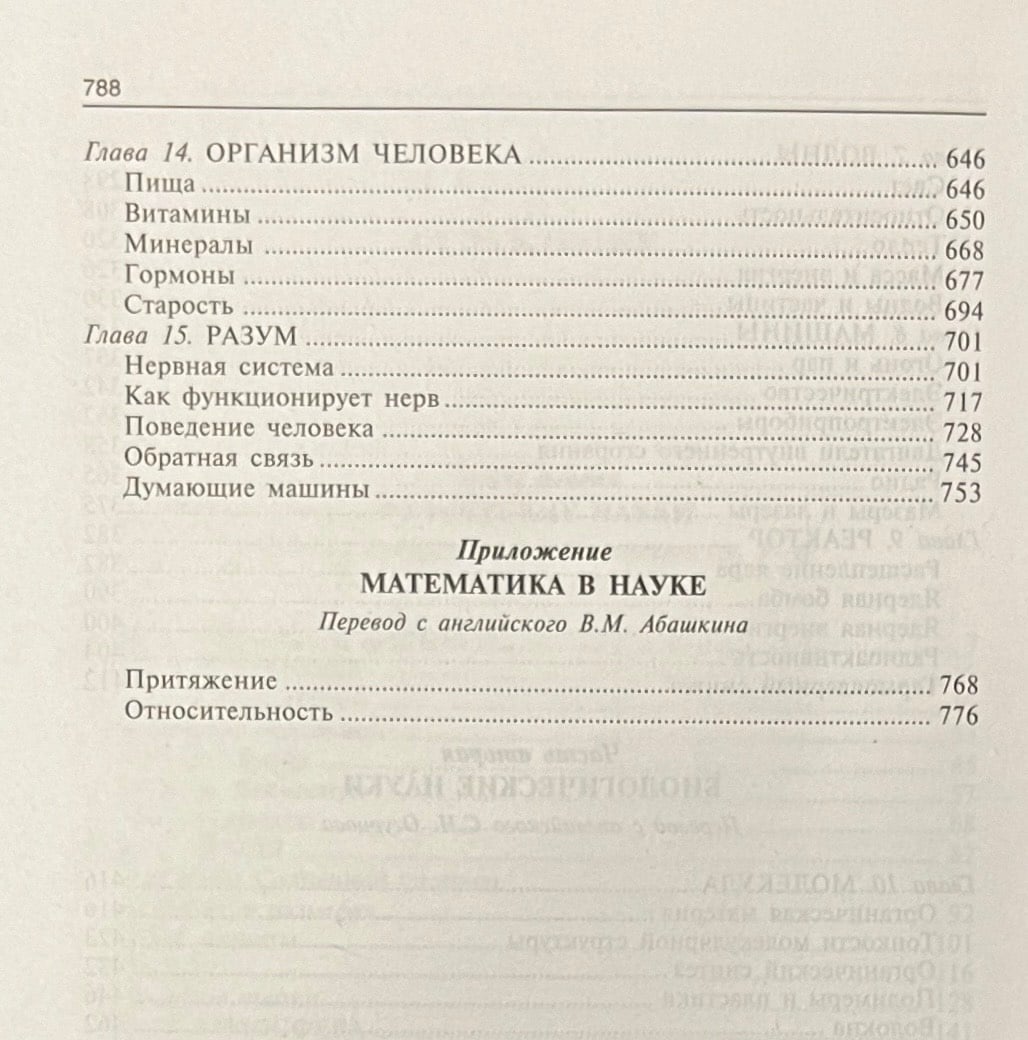 788
Глава 14. ОРГАНИЗМ ЧЕЛОВЕКА ........ 646
Пища ........ 646
Витамины ........ 650
Минералы ........ 668
Гормоны ........ 677
Старость ........ 694
Глава 15. РАЗУМ ........ 701
Нервная система ........ 701
Как функционирует нерв ........ 717
Поведение человека ........ 728
Обратная связь ........ 745
Думающие машины ........ 753
Приложение
МАТЕМАТИКА В НАУКЕ
Перевод с английского В.М. Абашкина
Притяжение ........ 768
Относительность ........ 776